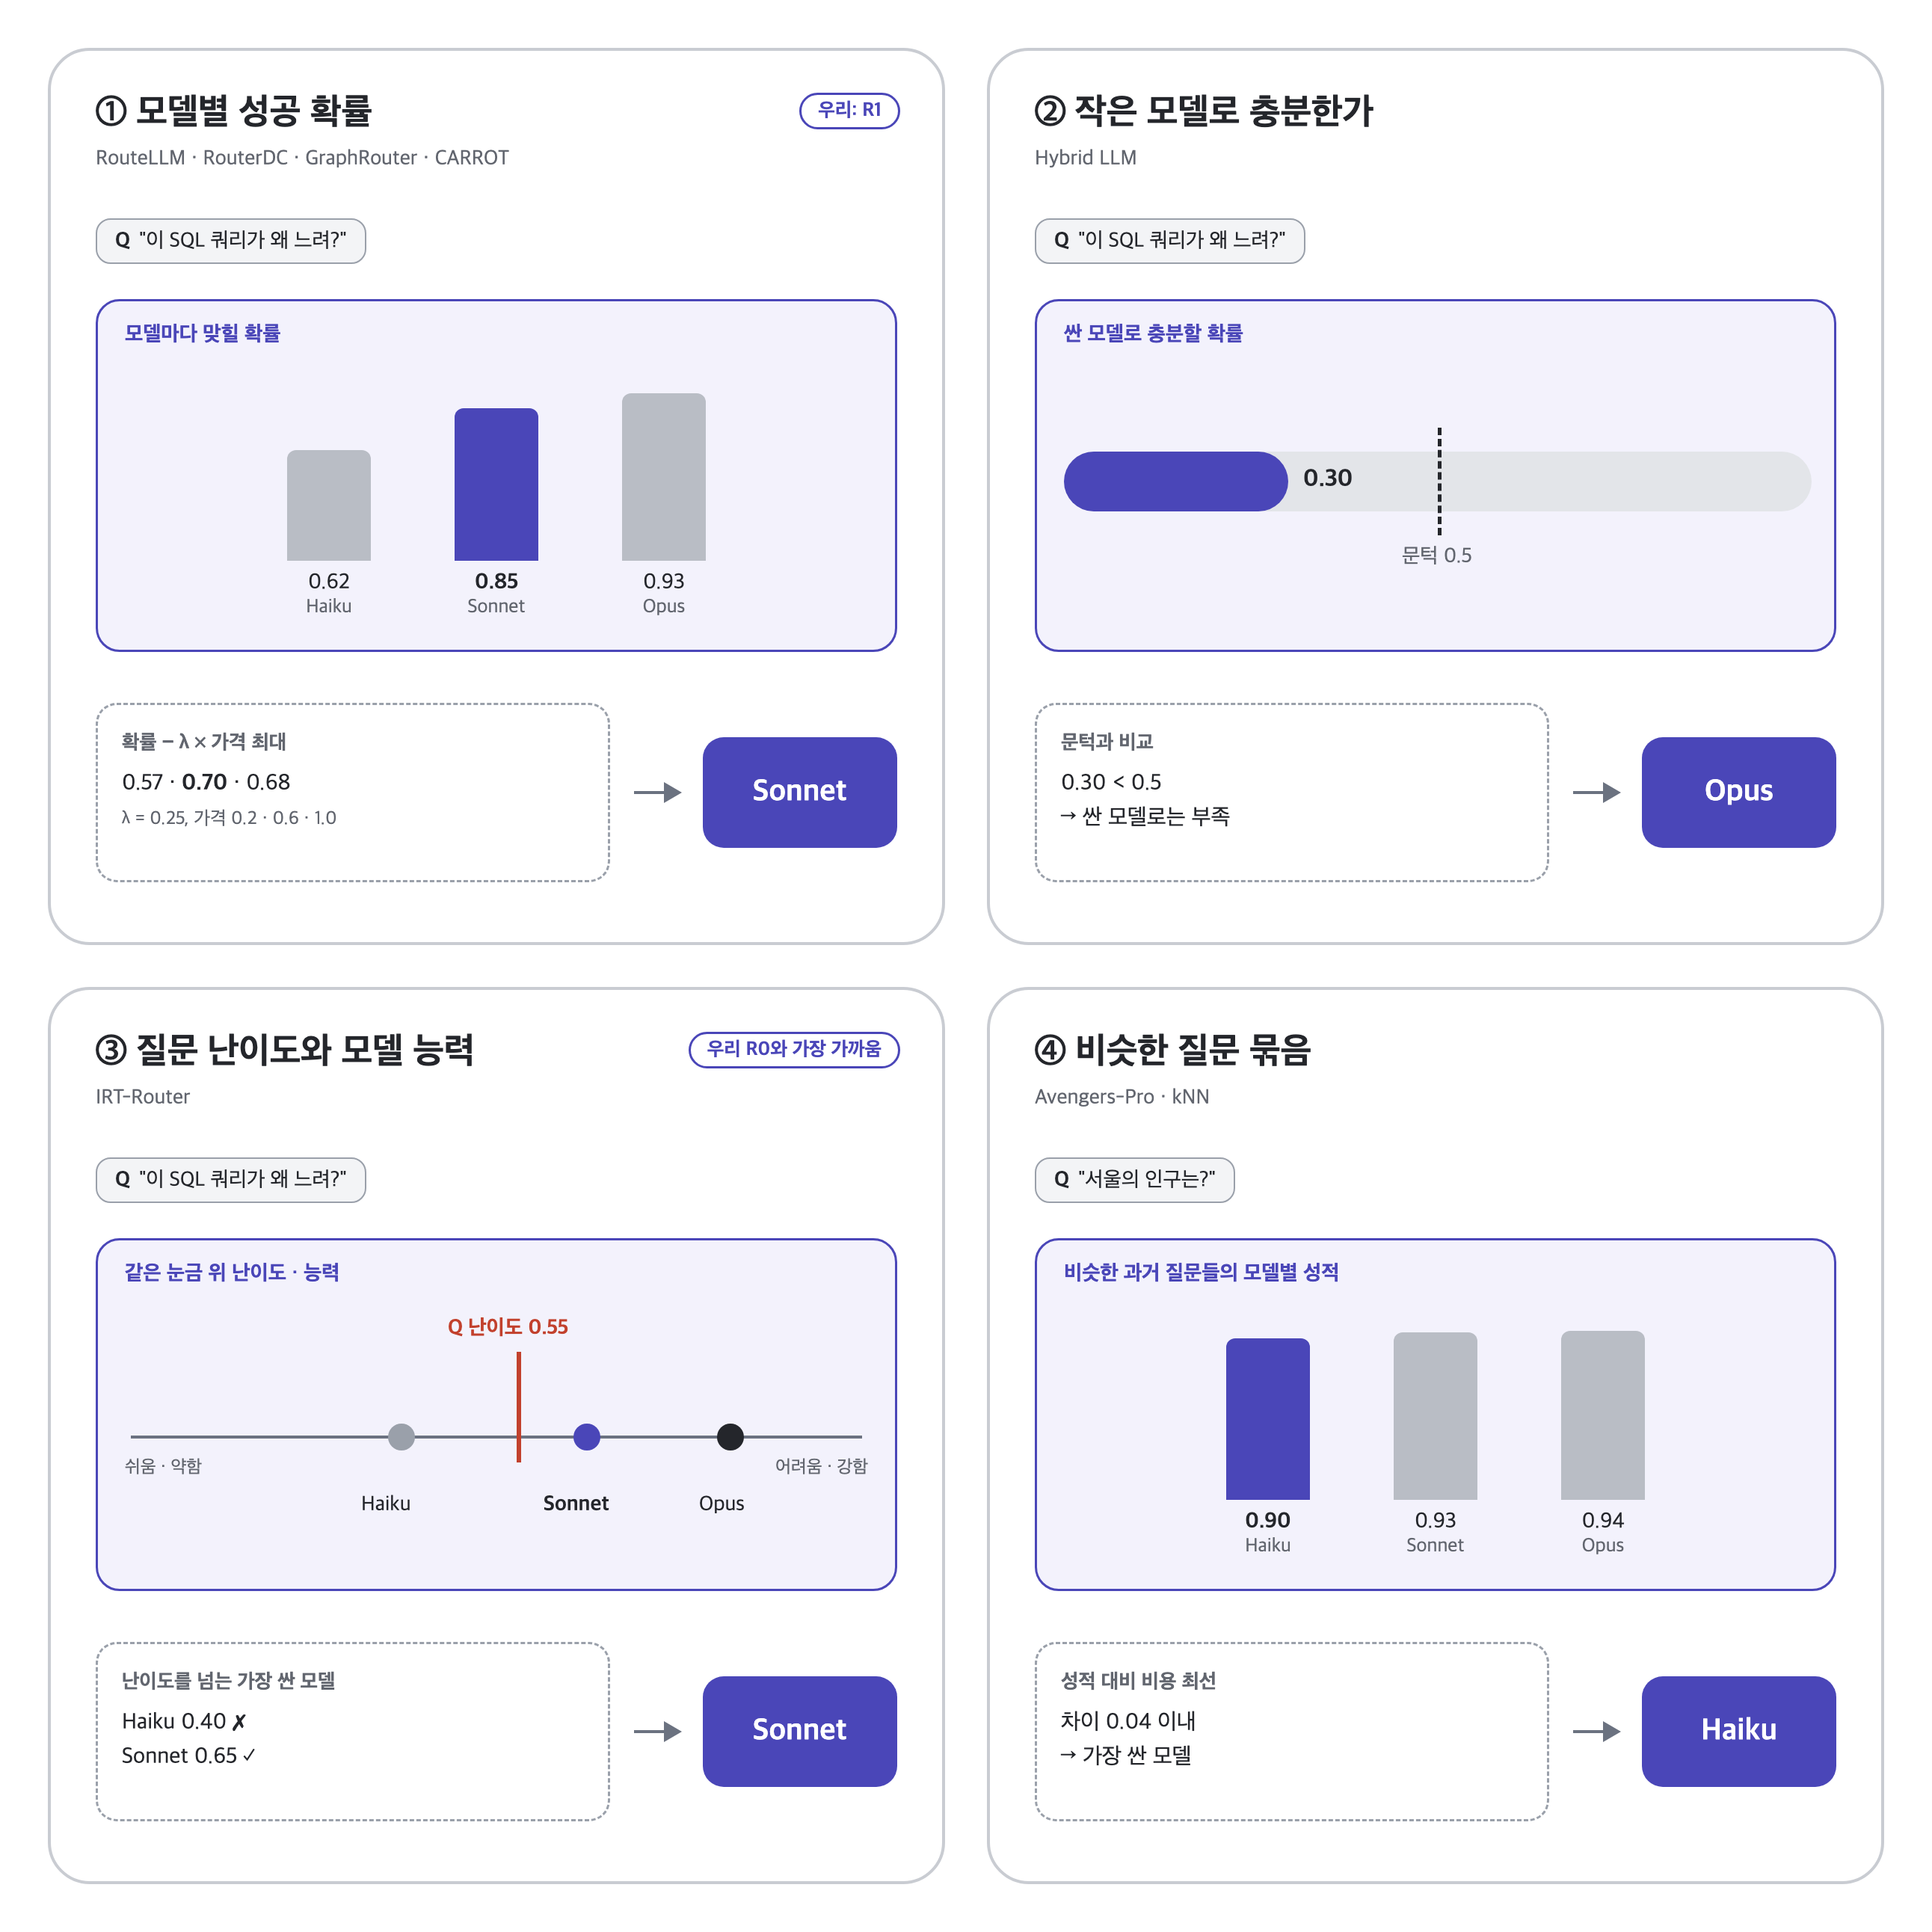 ① 모델별 성공 확률
우리: R1
RouteLLM · RouterDC · GraphRouter · CARROT
Q "이 SQL 쿼리가 왜 느려?"
모델마다 맞힐 확률
0.62
Haiku
0.85
Sonnet
0.93
Opus
확률 − λ × 가격 최대
0.57 · 0.70 · 0.68
λ = 0.25, 가격 0.2 · 0.6 · 1.0
Sonnet
② 작은 모델로 충분한가
Hybrid LLM
Q "이 SQL 쿼리가 왜 느려?"
싼 모델로 충분할 확률
0.30
문턱 0.5
문턱과 비교
0.30 < 0.5
→ 싼 모델로는 부족
Opus
③ 질문 난이도와 모델 능력
우리 R0와 가장 가까움
IRT-Router
Q "이 SQL 쿼리가 왜 느려?"
같은 눈금 위 난이도 · 능력
Q 난이도 0.55
쉬움 · 약함
어려움 · 강함
Haiku
Sonnet
Opus
난이도를 넘는 가장 싼 모델
Haiku 0.40 ✗
Sonnet 0.65 ✓
Sonnet
④ 비슷한 질문 묶음
Avengers-Pro · kNN
Q "서울의 인구는?"
비슷한 과거 질문들의 모델별 성적
0.90
Haiku
0.93
Sonnet
0.94
Opus
성적 대비 비용 최선
차이 0.04 이내
→ 가장 싼 모델
Haiku